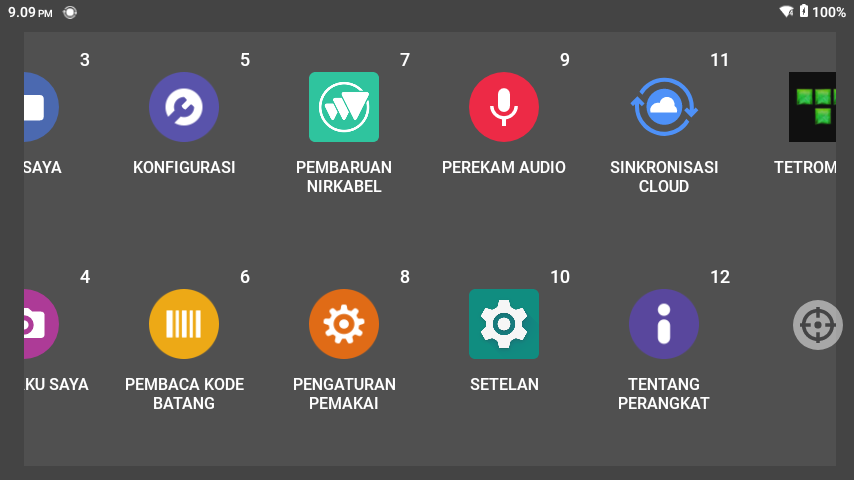 9.09 PM
100%
3
5
7
9
11
SAYA
KONFIGURASI
PEMBARUAN
NIRKABEL
PEREKAM AUDIO
SINKRONISASI
CLOUD
TETROM
4
6
8
10
12
KU SAYA
PEMBACA KODE
BATANG
PENGATURAN
PEMAKAI
SETELAN
TENTANG
PERANGKAT